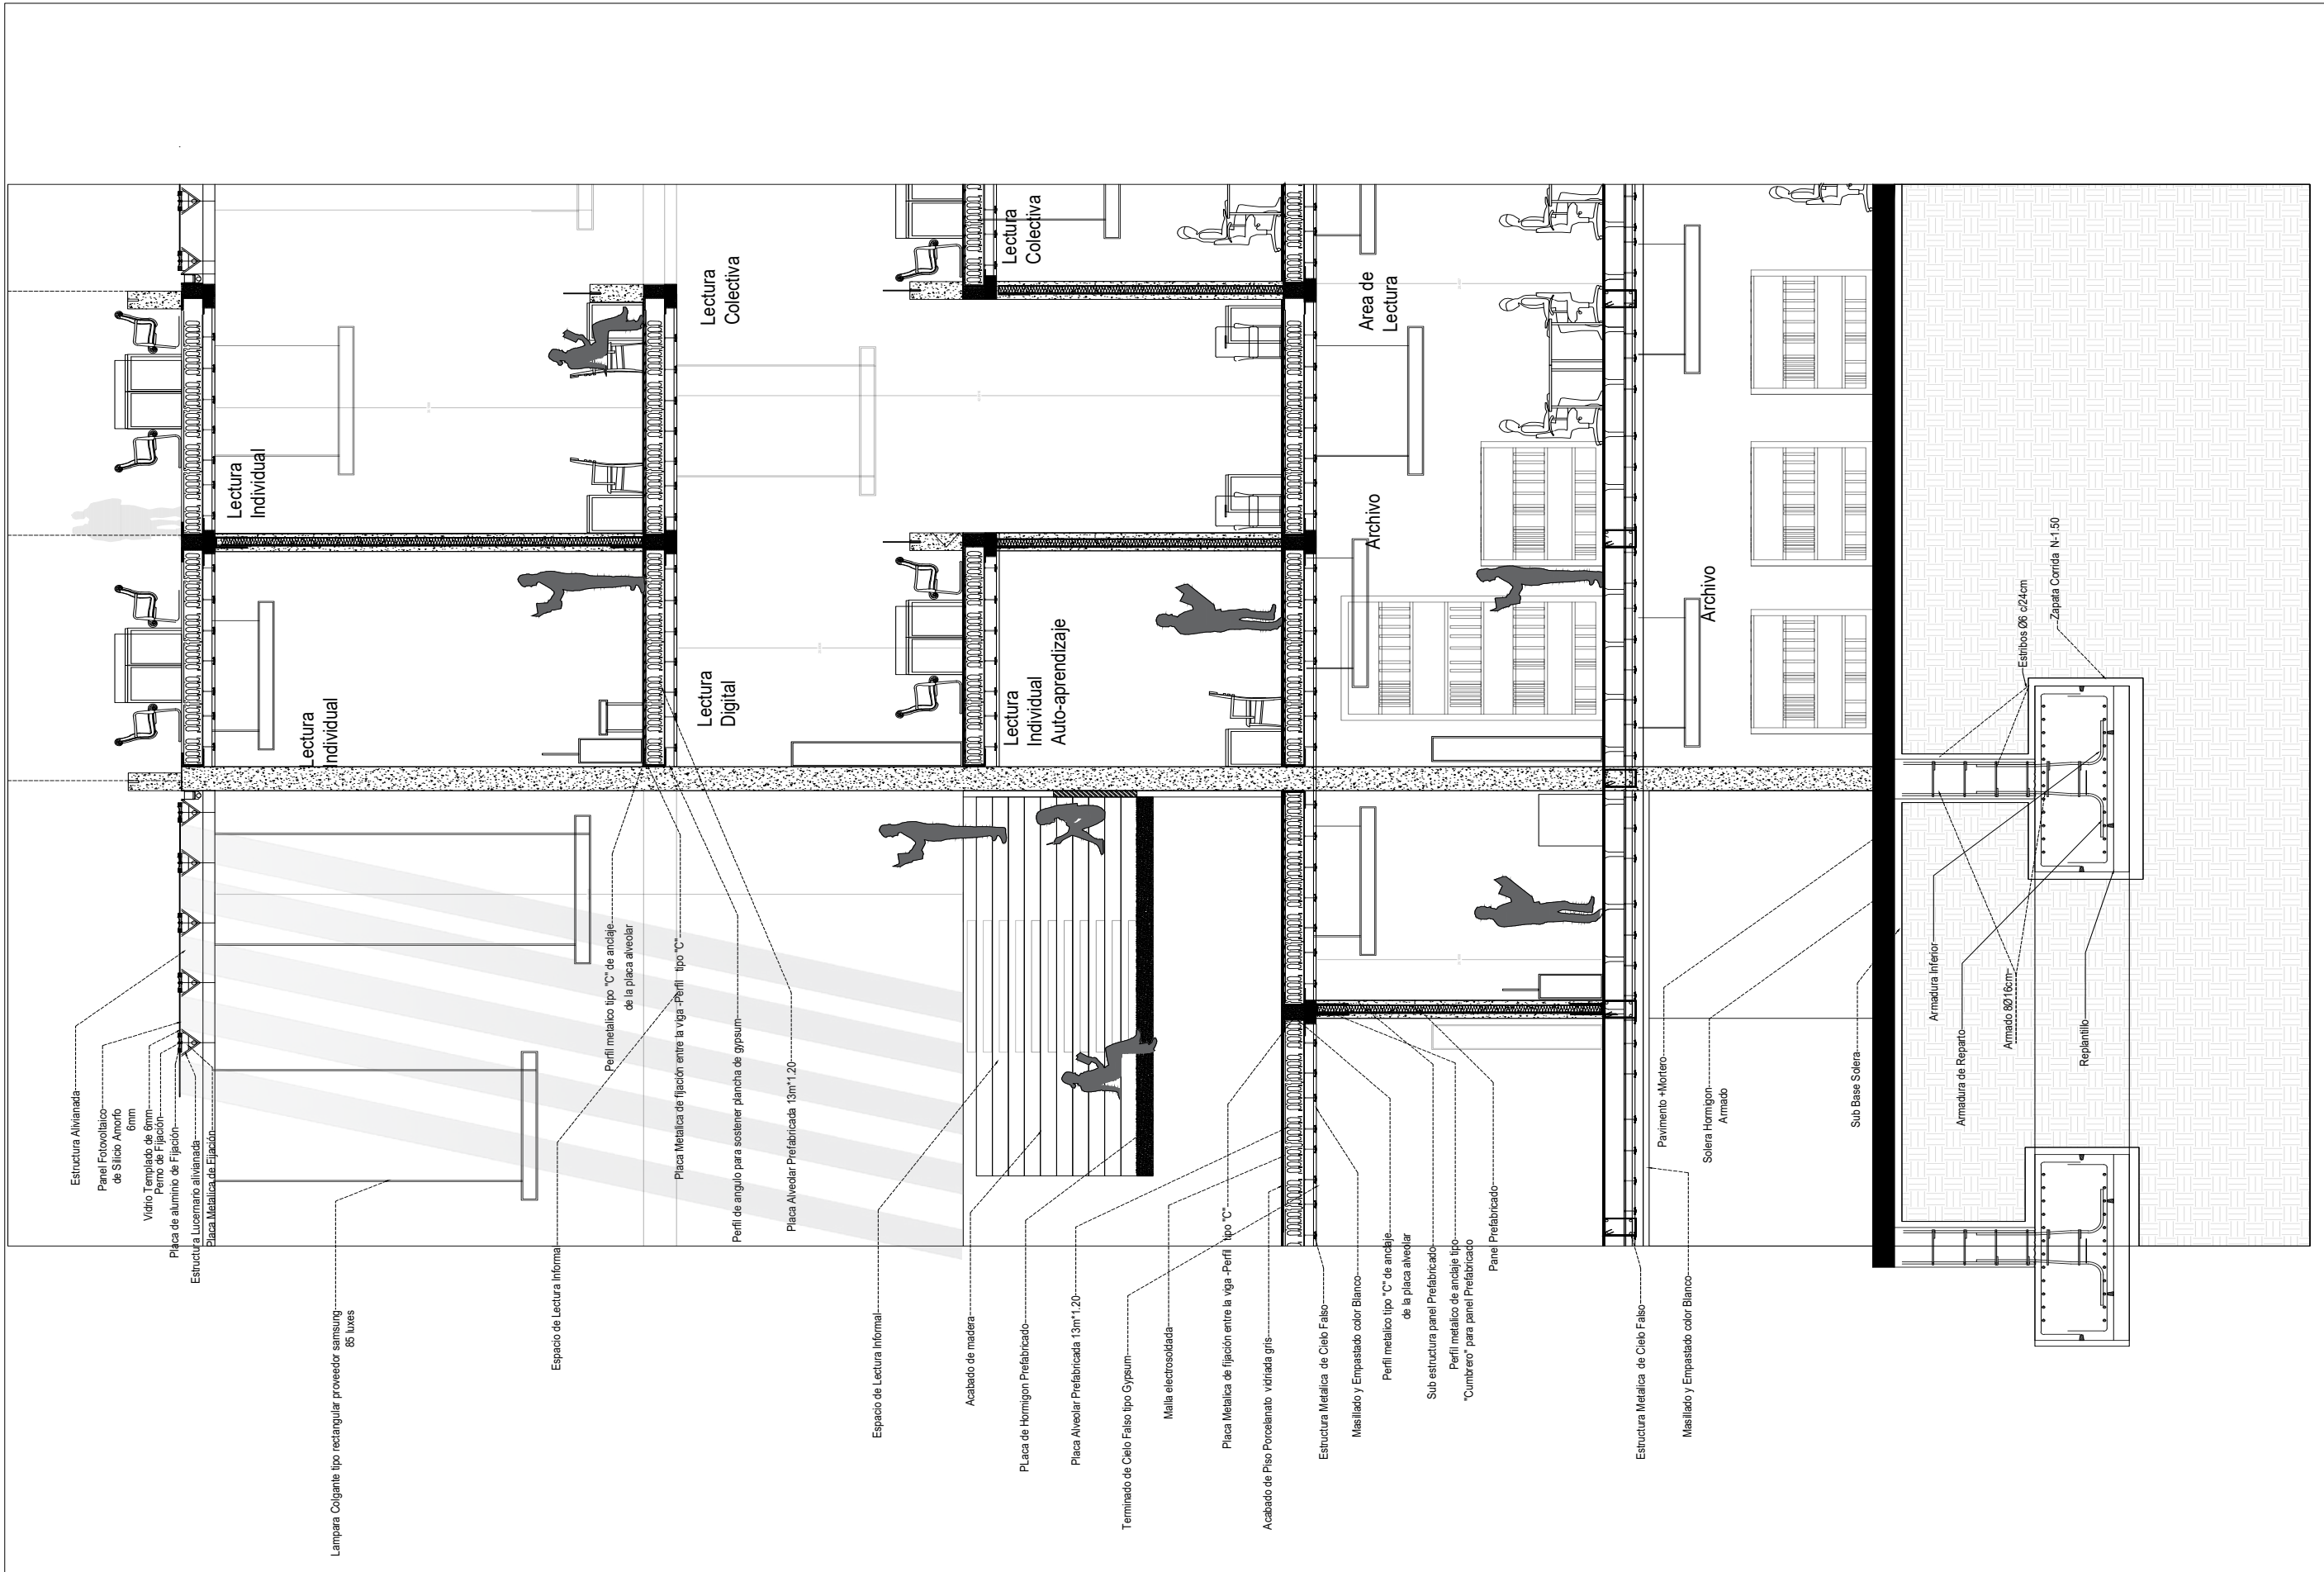 Estructura Alivianada
Panel Fotovoltaico
de Silicio Amorfo
6mm
Vidrio Templado de 6mm
Perno de Fijación
Placa de aluminio de Fijación
Estructura Lucernario alivianada
Placa Metalica de Fijación
Lampara Colgante tipo rectangular proveedor samsung
85 luxes
Espacio de Lectura Informal
Perfil metalico tipo "C" de anclaje
de la placa alveolar
Placa Metalica de fijación entre la viga -Perfil tipo "C"
Perfil de angulo para sostener plancha de gypsum
Placa Alveolar Prefabricada 13m*1.20
Espacio de Lectura Informal
Acabado de madera
PLaca de Hormigon Prefabricado
Placa Alveolar Prefabricada 13m*1.20
Terminado de Cielo Falso tipo Gypsum
Malla electrosoldada
Placa Metalica de fijación entre la viga -Perfil tipo "C"
Acabado de Piso Porcelanato vidriada gris
Estructura Metalica de Cielo Falso
Masillado y Empastado color Blanco
Perfil metalico tipo "C" de anclaje
de la placa alveolar
Sub estructura panel Prefabricado
Perfil metalico de anclaje tipo
"Cumbrero" para panel Prefabricado
Panel Prefabricado
Estructura Metalica de Cielo Falso
Masillado y Empastado color Blanco
Pavimento +Mortero
Solera Hormigon
Armado
Sub Base Solera
Armadura Inferior
Armadura de Reparto
Armado 8Ø16cm
Replantillo
Estribos Ø6 c/24cm
Zapata Corrida N-1.50
Lectura
Individual
Lectura
Individual
Lectura
Digital
Lectura
Colectiva
Lectura
Individual
Auto-aprendizaje
Lectura
Colectiva
Archivo
Area de
Lectura
Archivo